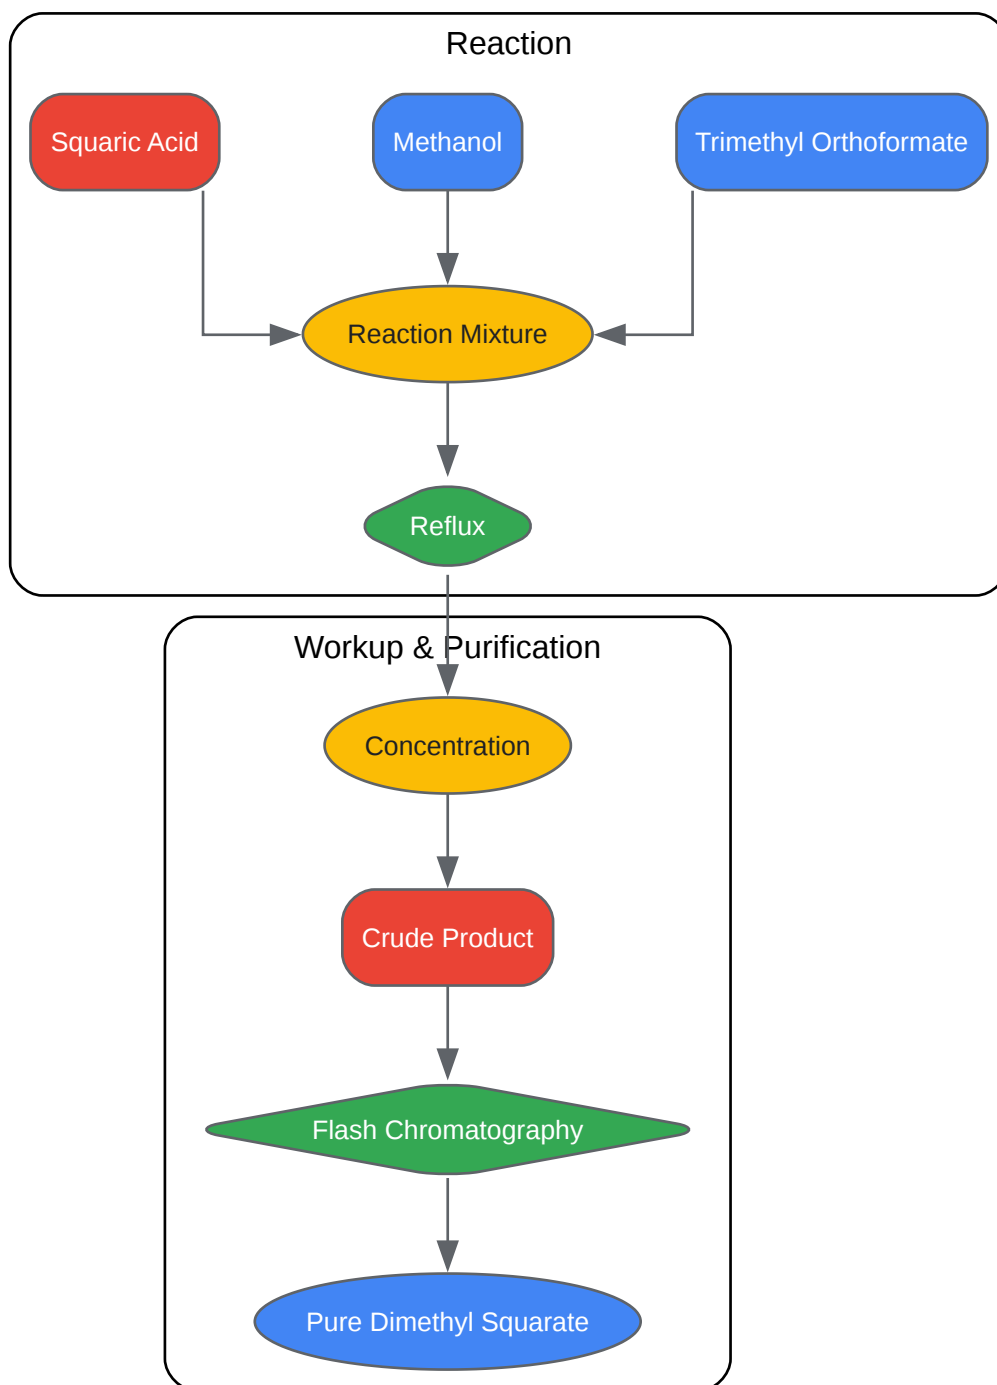 Reaction
Squaric Acid
Methanol
Trimethyl Orthoformate
Reaction Mixture
Reflux
Workup & Purification
Concentration
Crude Product
Flash Chromatography
Pure Dimethyl Squarate